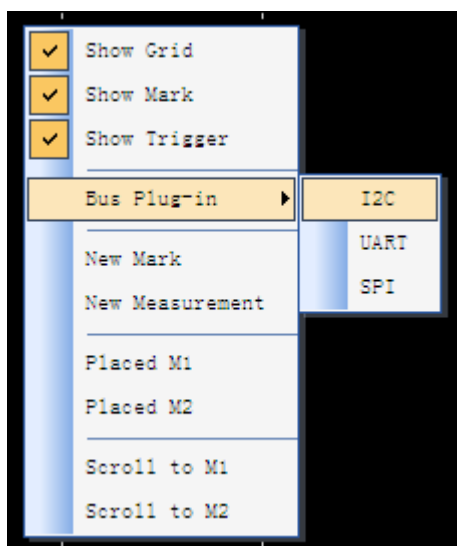 Show Grid
Show Mark
Show Trigger
Bus Plug-in
I2C
UART
SPI
New Mark
New Measurement
Placed M1
Placed M2
Scroll to M1
Scroll to M2